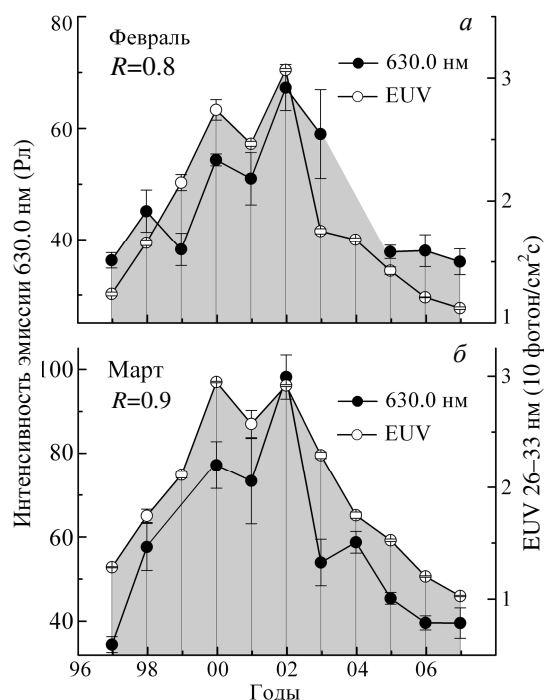 80
60
40
Февраль
R=0.8
а
630.0 нм
EUV
3
2
1
Интенсивность эмиссии 630.0 нм (Рл)
EUV 26–33 нм (10 фотон/см²с)
100
80
60
40
Март
R=0.9
б
630.0 нм
EUV
3
2
1
96 98 00 02 04 06
Годы